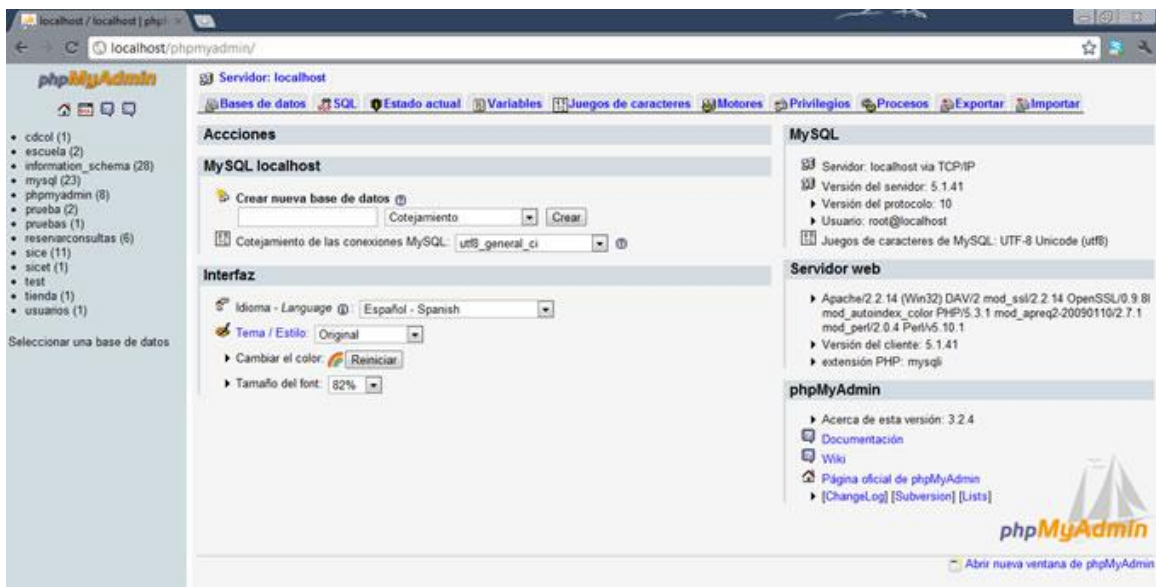 localhost / localhost | php
localhost/phpmyadmin/
phpMyAdmin
cdcol (1)
escuela (2)
information_schema (28)
mysql (23)
phpmyadmin (8)
prueba (2)
pruebas (1)
reservarconsultas (6)
sice (11)
sicet (1)
test
tienda (1)
usuarios (1)
Seleccionar una base de datos
Servidor: localhost
Bases de datos SQL Estado actual Variables Juegos de caracteres Motores Privilegios Procesos Exportar Importar
Accciones
MySQL localhost
Crear nueva base de datos
Cotejamiento Crear
Cotejamiento de las conexiones MySQL: utf8_general_ci
Interfaz
Idioma - Language : Español - Spanish
Tema / Estilo: Original
Cambiar el color: Reiniciar
Tamaño del font: 82%
MySQL
Servidor: localhost via TCP/IP
Versión del servidor: 5.1.41
Versión del protocolo: 10
Usuario: root@localhost
Juegos de caracteres de MySQL: UTF-8 Unicode (utf8)
Servidor web
Apache/2.2.14 (Win32) DAV/2 mod_ssl/2.2.14 OpenSSL/0.9.8l
mod_autoindex_color PHP/5.3.1 mod_apreq2-20090110/2.7.1
mod_perl/2.0.4 Perl/v5.10.1
Versión del cliente: 5.1.41
extensión PHP: mysqli
phpMyAdmin
Acerca de esta versión: 3.2.4
Documentación
Wiki
Página oficial de phpMyAdmin
[ChangeLog] [Subversion] [Lists]
phpMyAdmin
Abrir nueva ventana de phpMyAdmin